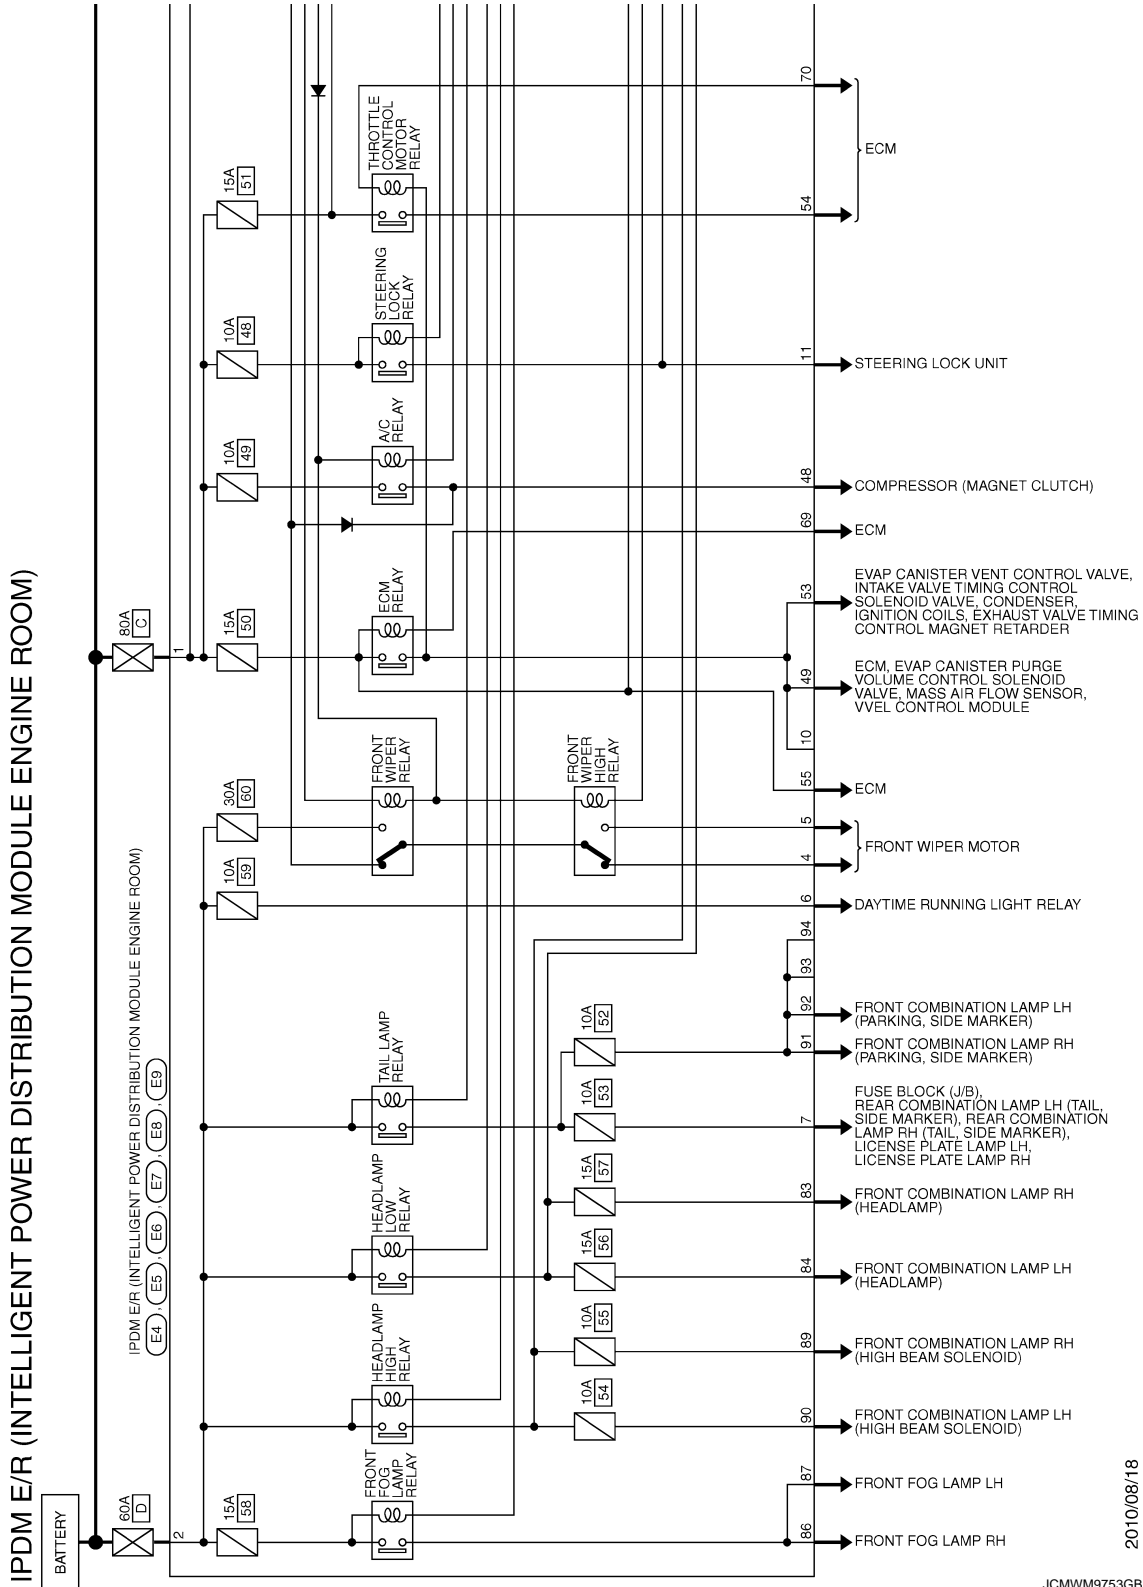 IPDM E/R (INTELLIGENT POWER DISTRIBUTION MODULE ENGINE ROOM)
BATTERY
IPDM E/R (INTELLIGENT POWER DISTRIBUTION MODULE ENGINE ROOM)
E4 , E5 , E6 , E7 , E8 , E9
80A
C
60A
D
1
2
15A
51
10A
48
10A
49
15A
50
30A
60
10A
59
15A
58
THROTTLE
CONTROL
MOTOR
RELAY
STEERING
LOCK
RELAY
A/C
RELAY
ECM
RELAY
FRONT
WIPER
RELAY
FRONT
WIPER
HIGH
RELAY
TAIL LAMP
RELAY
HEADLAMP
LOW
RELAY
HEADLAMP
HIGH
RELAY
FRONT
FOG
LAMP
RELAY
10A
52
10A
53
15A
57
15A
56
10A
55
10A
54
70
ECM
54
11
STEERING LOCK UNIT
48
COMPRESSOR (MAGNET CLUTCH)
69
ECM
53
EVAP CANISTER VENT CONTROL VALVE,
INTAKE VALVE TIMING CONTROL
SOLENOID VALVE, CONDENSER,
IGNITION COILS, EXHAUST VALVE TIMING
CONTROL MAGNET RETARDER
49
ECM, EVAP CANISTER PURGE
VOLUME CONTROL SOLENOID
VALVE, MASS AIR FLOW SENSOR,
VVEL CONTROL MODULE
10
55
ECM
5
FRONT WIPER MOTOR
4
6
DAYTIME RUNNING LIGHT RELAY
94
93
92
FRONT COMBINATION LAMP LH
(PARKING, SIDE MARKER)
91
FRONT COMBINATION LAMP RH
(PARKING, SIDE MARKER)
7
FUSE BLOCK (J/B),
REAR COMBINATION LAMP LH (TAIL,
SIDE MARKER), REAR COMBINATION
LAMP RH (TAIL, SIDE MARKER),
LICENSE PLATE LAMP LH,
LICENSE PLATE LAMP RH
83
FRONT COMBINATION LAMP RH
(HEADLAMP)
84
FRONT COMBINATION LAMP LH
(HEADLAMP)
89
FRONT COMBINATION LAMP RH
(HIGH BEAM SOLENOID)
90
FRONT COMBINATION LAMP LH
(HIGH BEAM SOLENOID)
87
FRONT FOG LAMP LH
86
FRONT FOG LAMP RH
2010/08/18
JCMWM9753GB